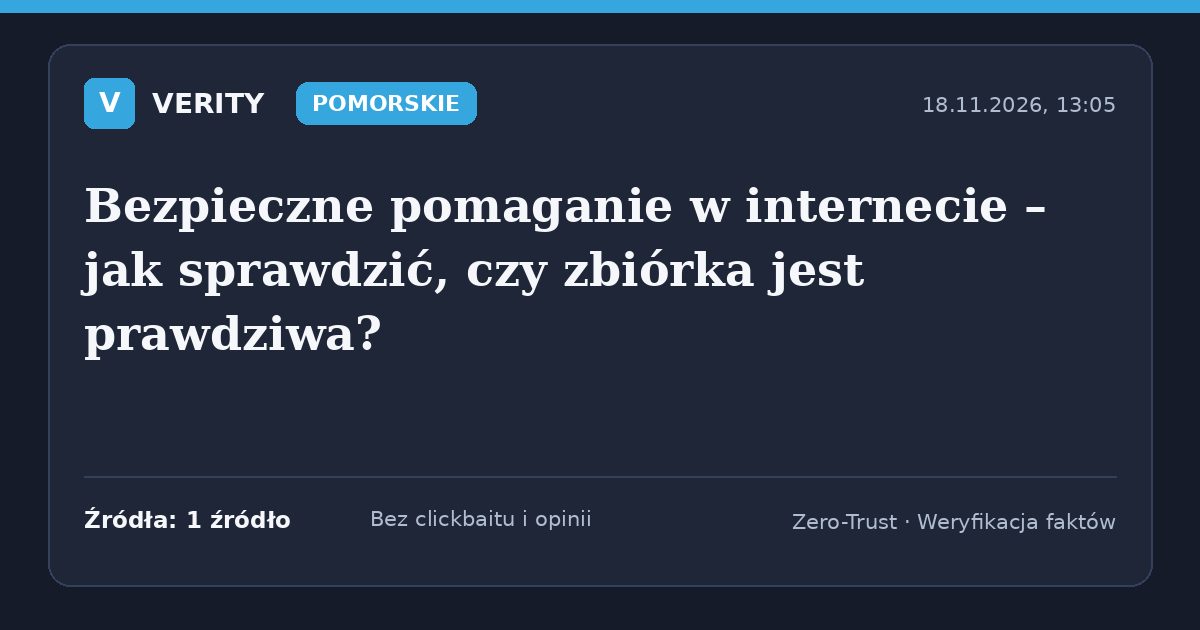 V VERITY POMORSKIE 18.11.2026, 13:05
Bezpieczne pomaganie w internecie –
jak sprawdzić, czy zbiórka jest
prawdziwa?
Źródła: 1 źródło Bez clickbaitu i opinii Zero-Trust · Weryfikacja faktów